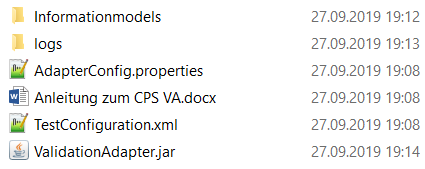 Informationmodels 27.09.2019 19:12
logs 27.09.2019 19:13
AdapterConfig.properties 27.09.2019 19:08
Anleitung zum CPS VA.docx 27.09.2019 19:08
TestConfiguration.xml 27.09.2019 19:08
ValidationAdapter.jar 27.09.2019 19:14